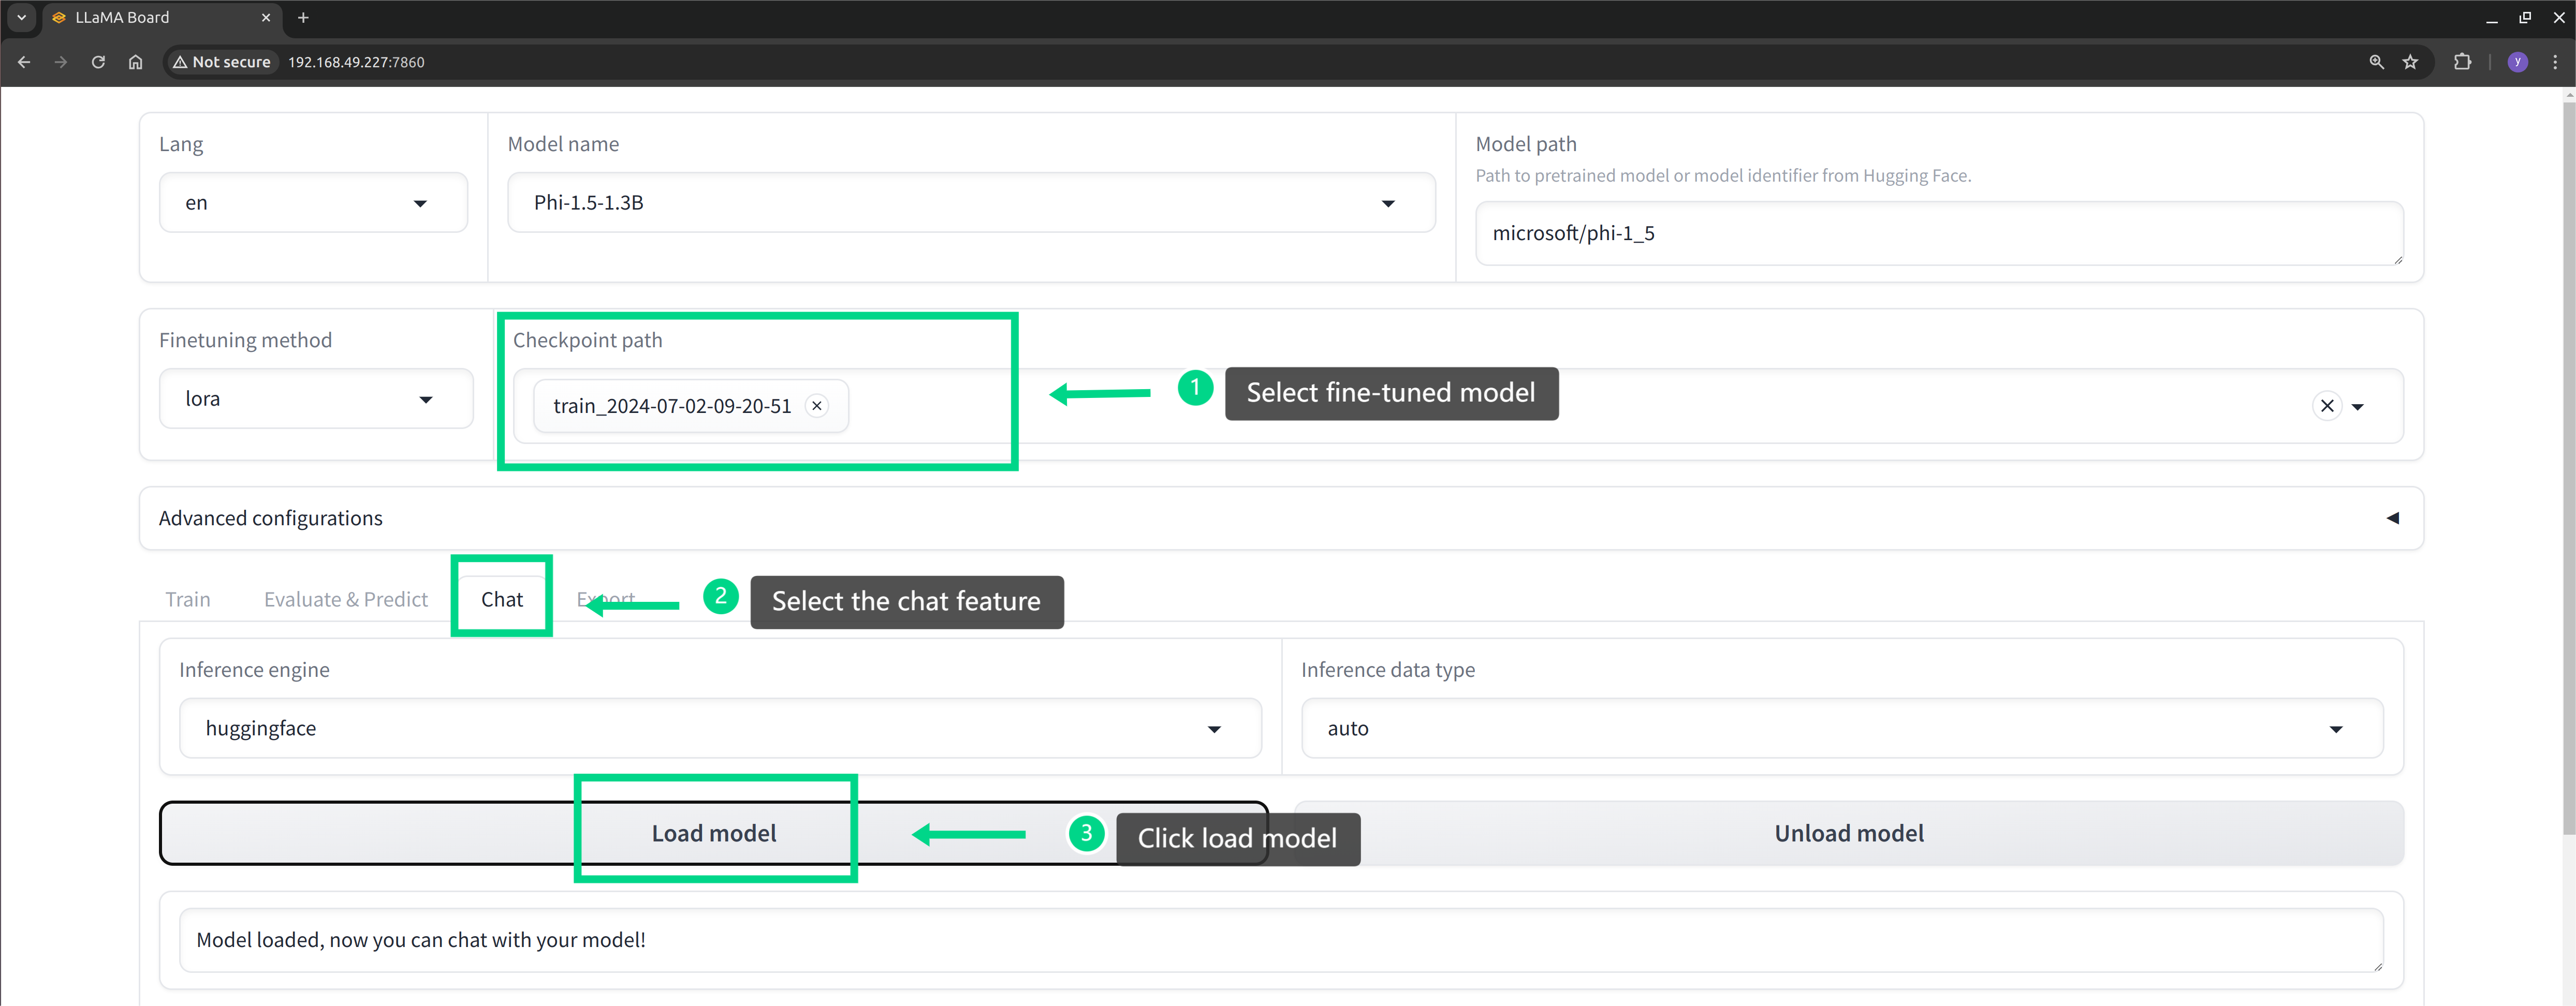 LLaMA Board
Not secure 192.168.49.227:7860
y
Lang
en
Model name
Phi-1.5-1.3B
Model path
Path to pretrained model or model identifier from Hugging Face.
microsoft/phi-1_5
Finetuning method
lora
Checkpoint path
train_2024-07-02-09-20-51
1 Select fine-tuned model
Advanced configurations
Train Evaluate & Predict Chat Export
2 Select the chat feature
Inference engine
huggingface
Inference data type
auto
Load model
3 Click load model
Unload model
Model loaded, now you can chat with your model!